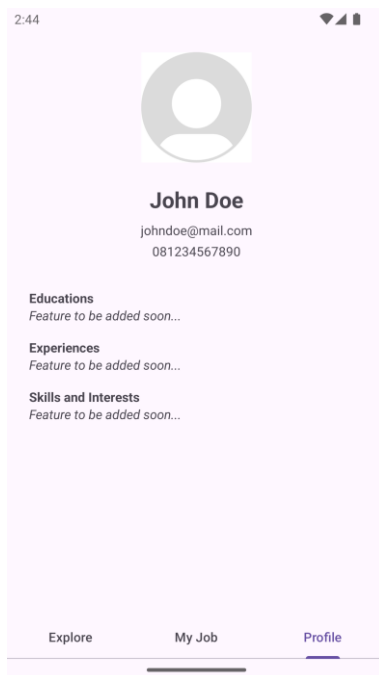 2:44
John Doe
johndoe@mail.com
081234567890
Educations
Feature to be added soon...
Experiences
Feature to be added soon...
Skills and Interests
Feature to be added soon...
Explore My Job Profile